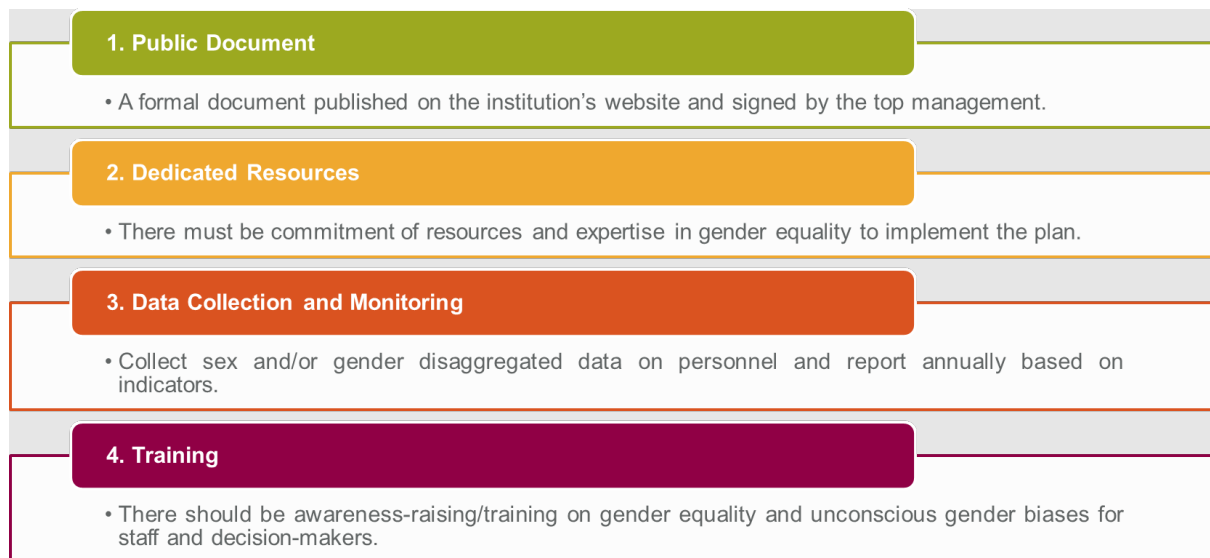 1. Public Document
• A formal document published on the institution’s website and signed by the top management.
2. Dedicated Resources
• There must be commitment of resources and expertise in gender equality to implement the plan.
3. Data Collection and Monitoring
• Collect sex and/or gender disaggregated data on personnel and report annually based on
indicators.
4. Training
• There should be awareness-raising/training on gender equality and unconscious gender biases for
staff and decision-makers.